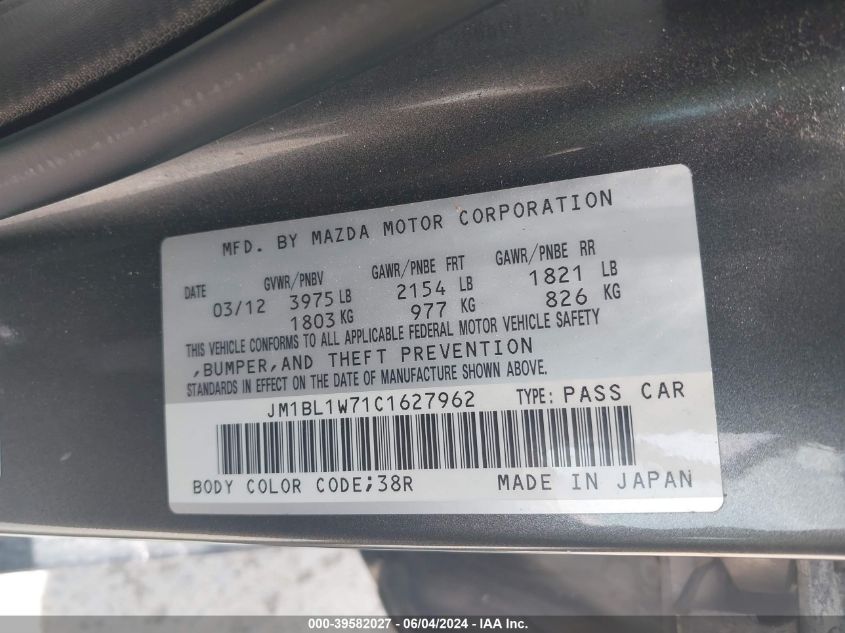 MFD. BY MAZDA MOTOR CORPORATION
DATE GVWR/PNBV GAWR/PNBE FRT GAWR/PNBE RR
03/12 3975 LB 2154 LB 1821 LB
1803 KG 977 KG 826 KG
THIS VEHICLE CONFORMS TO ALL APPLICABLE FEDERAL MOTOR VEHICLE SAFETY
,BUMPER,AND THEFT PREVENTION
STANDARDS IN EFFECT ON THE DATE OF MANUFACTURE SHOWN ABOVE.
JM1BL1W71C1627962 TYPE: PASS CAR
BODY COLOR CODE;38R MADE IN JAPAN
000-39582027 - 06/04/2024 - IAA Inc.